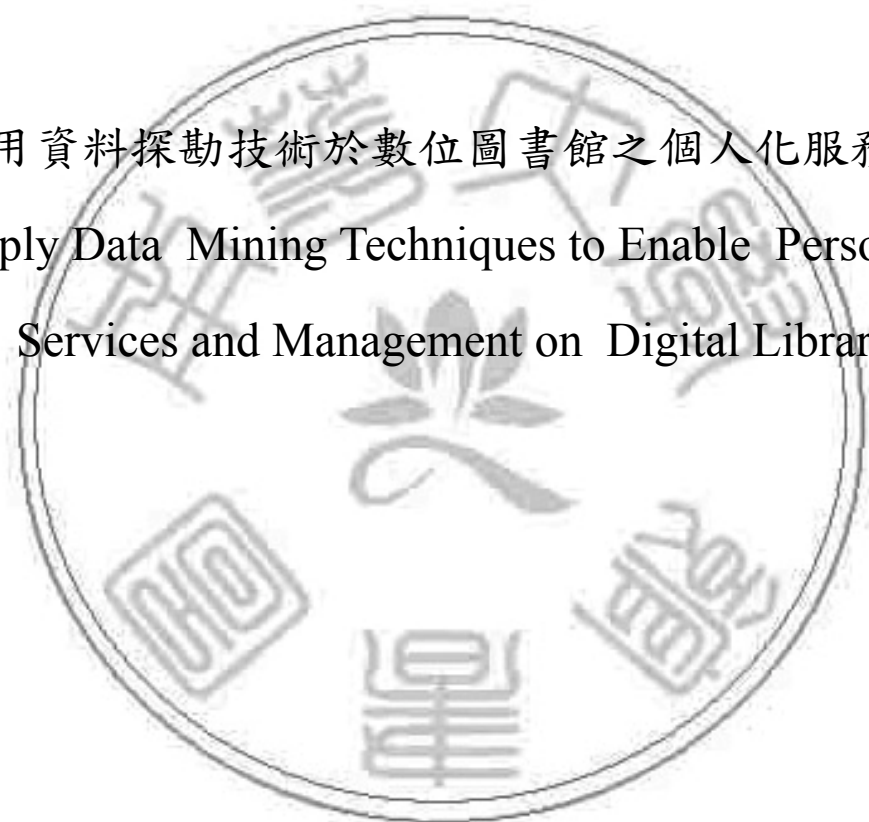 用資料探勘技術於數位圖書館之個人化服務
ply Data Mining Techniques to Enable Perso
Services and Management on Digital Librar